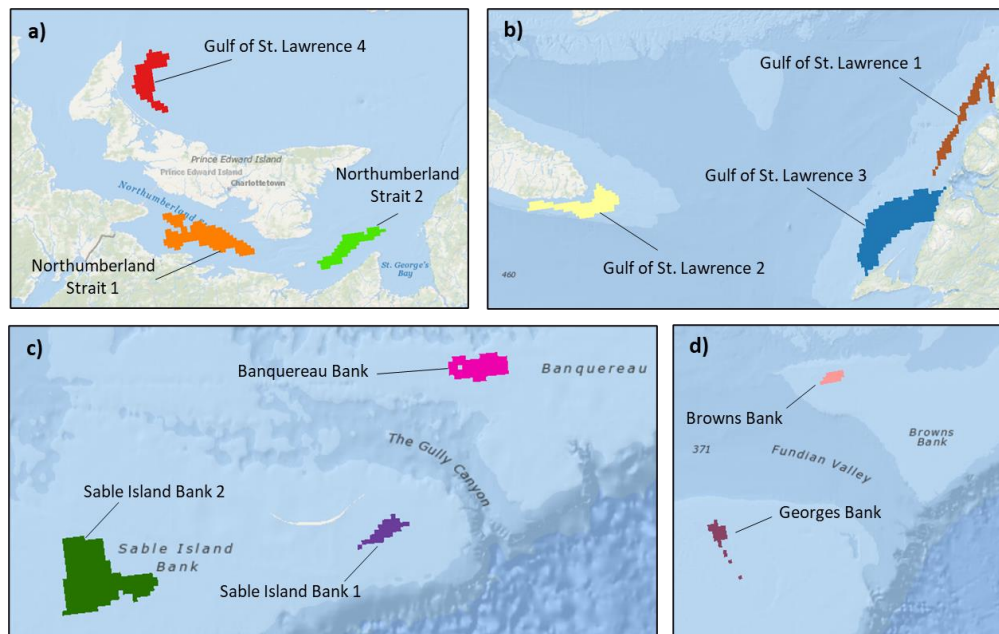 a)
Gulf of St. Lawrence 4
Prince Edward Island
Prince Edward Island
Charlottetown
Northumberland
Northumberland
Strait 2
Northumberland
Strait 1
St. George's
Bay
b)
Gulf of St. Lawrence 1
Gulf of St. Lawrence 3
Gulf of St. Lawrence 2
460
c)
Banquereau Bank
Banquereau
The Gully Canyon
Sable Island Bank 2
Sable Island
Bank
Sable Island Bank 1
d)
Browns Bank
Browns
Bank
371
Fundian Valley
Georges Bank